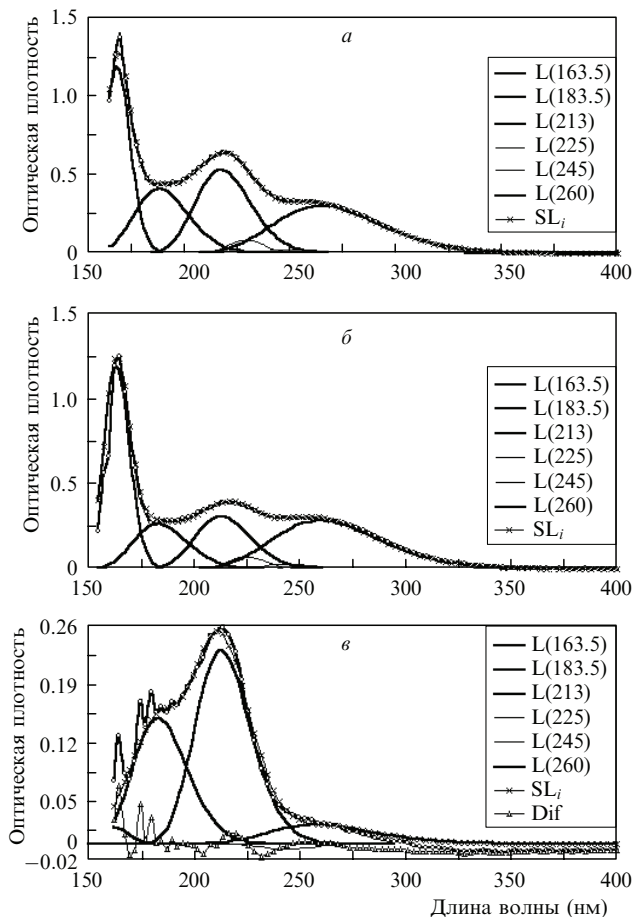 Оптическая плотность
1.5
1.0
0.5
0
150 200 250 300 350 400
а
L(163.5)
L(183.5)
L(213)
L(225)
L(245)
L(260)
SLi
Оптическая плотность
1.5
1.0
0.5
0
150 200 250 300 350 400
б
L(163.5)
L(183.5)
L(213)
L(225)
L(245)
L(260)
SLi
Оптическая плотность
0.26
0.19
0.12
0.05
0
−0.02
150 200 250 300 350 400
в
L(163.5)
L(183.5)
L(213)
L(225)
L(245)
L(260)
SLi
Dif
Длина волны (нм)